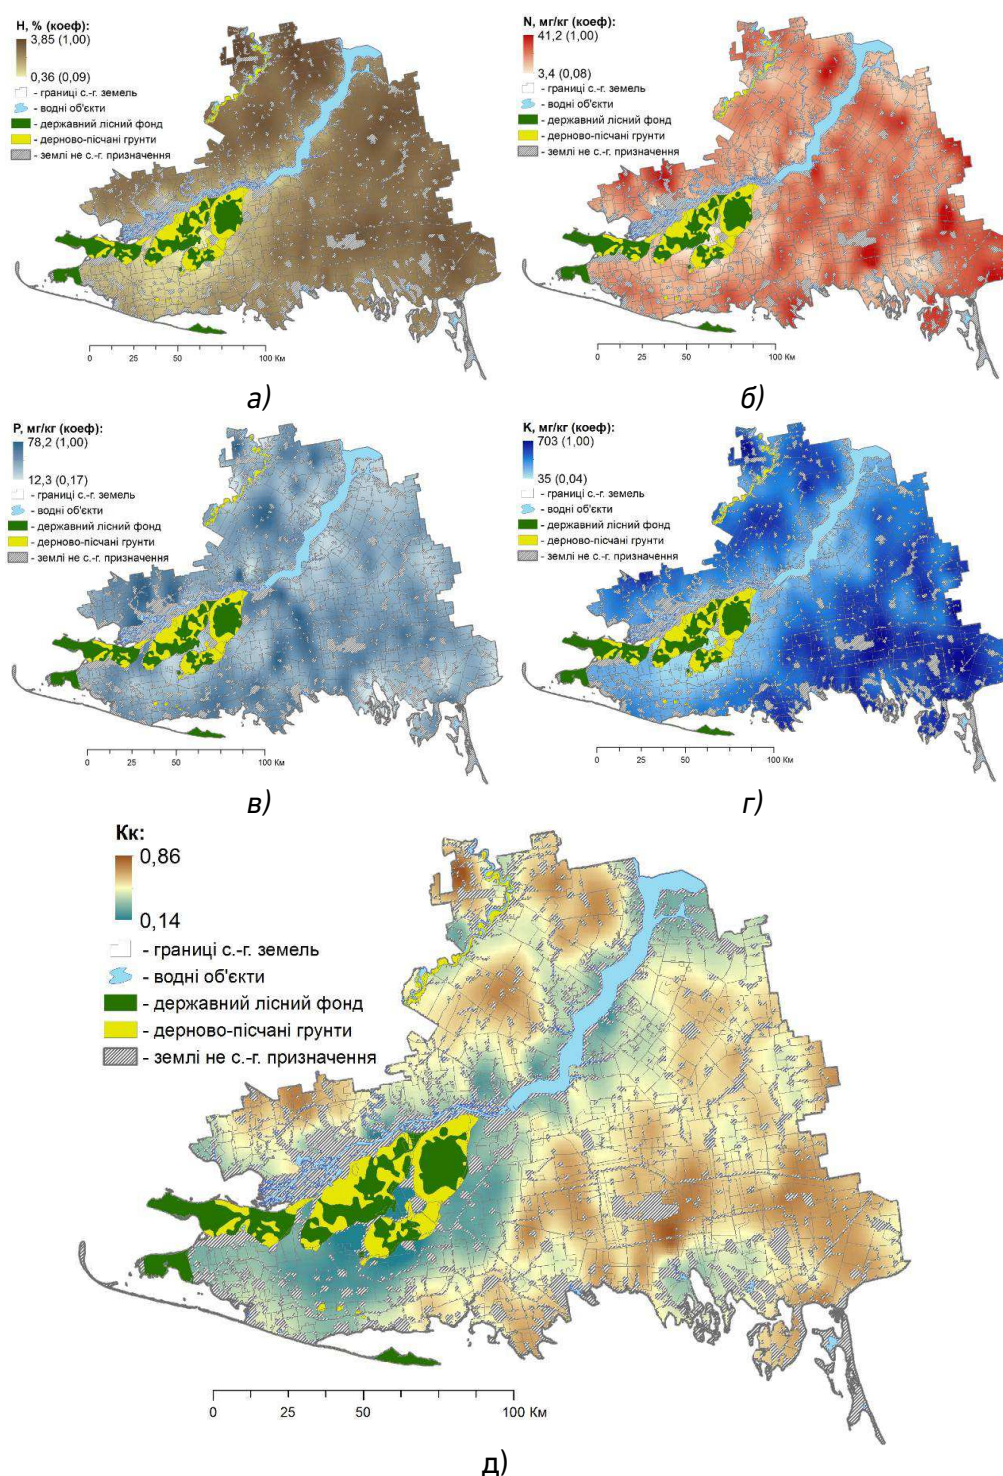 H, % (коеф):
3,85 (1,00)
0,36 (0,09)
- границі с.-г. земель
- водні об'єкти
- державний лісний фонд
- дерново-пісчані грунти
- землі не с.-г. призначення
0 25 50 100 Км
а)
N, мг/кг (коеф):
41,2 (1,00)
3,4 (0,08)
- границі с.-г. земель
- водні об'єкти
- державний лісний фонд
- дерново-пісчані грунти
- землі не с.-г. призначення
0 25 50 100 Км
б)
P, мг/кг (коеф):
78,2 (1,00)
12,3 (0,17)
- границі с.-г. земель
- водні об'єкти
- державний лісний фонд
- дерново-пісчані грунти
- землі не с.-г. призначення
0 25 50 100 Км
в)
K, мг/кг (коеф):
703 (1,00)
35 (0,04)
- границі с.-г. земель
- водні об'єкти
- державний лісний фонд
- дерново-пісчані грунти
- землі не с.-г. призначення
0 25 50 100 Км
г)
Кк:
0,86
0,14
- границі с.-г. земель
- водні об'єкти
- державний лісний фонд
- дерново-пісчані грунти
- землі не с.-г. призначення
0 25 50 100 Км
д)